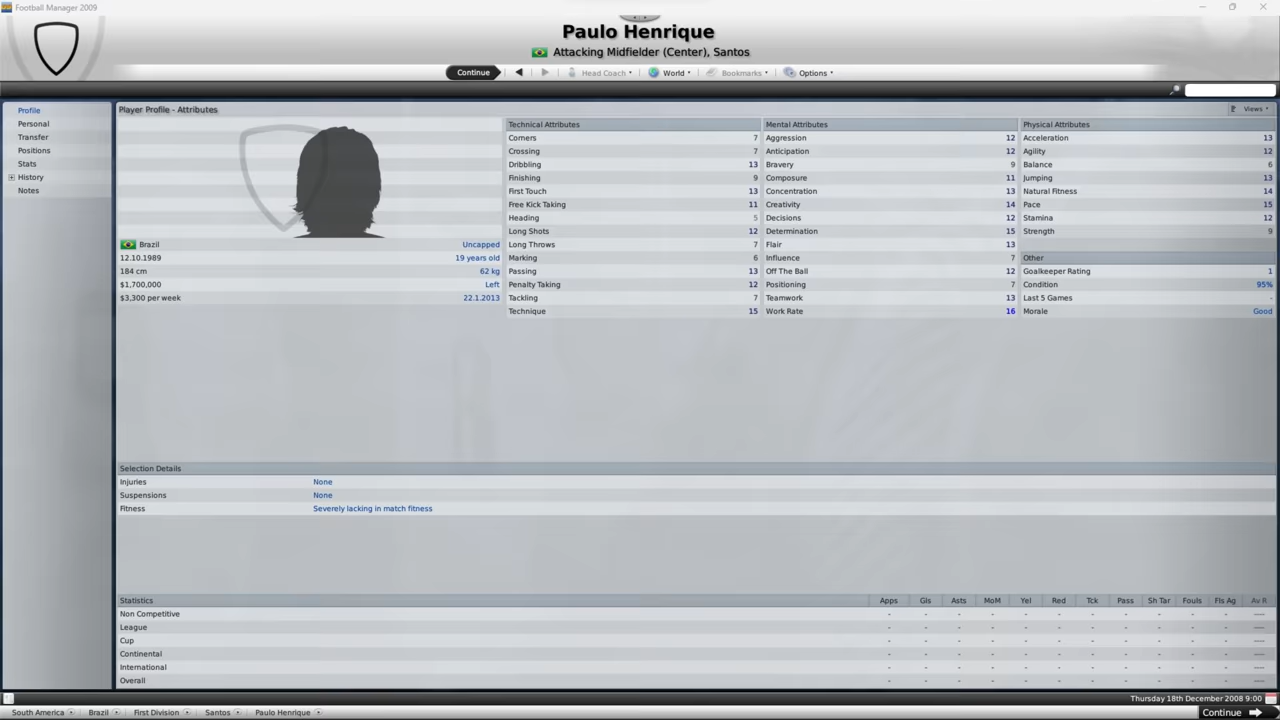 Football Manager 2009
Paulo Henrique
Attacking Midfielder (Center), Santos
Continue Head Coach World Bookmarks Options
Profile
Personal
Transfer
Positions
Stats
History
Notes
Player Profile - Attributes Views
Brazil Uncapped
12.10.1989 19 years old
184 cm 62 kg
$1,700,000 Left
$3,300 per week 22.1.2013
Technical Attributes
Corners 7
Crossing 7
Dribbling 13
Finishing 9
First Touch 13
Free Kick Taking 11
Heading 5
Long Shots 12
Long Throws 7
Marking 6
Passing 13
Penalty Taking 12
Tackling 7
Technique 15
Mental Attributes
Aggression 12
Anticipation 12
Bravery 9
Composure 11
Concentration 13
Creativity 14
Decisions 12
Determination 15
Flair 13
Influence 7
Off The Ball 12
Positioning 7
Teamwork 13
Work Rate 16
Physical Attributes
Acceleration 13
Agility 12
Balance 6
Jumping 13
Natural Fitness 14
Pace 15
Stamina 12
Strength 9
Other
Goalkeeper Rating 1
Condition 95%
Last 5 Games -
Morale Good
Selection Details
Injuries None
Suspensions None
Fitness Severely lacking in match fitness
Statistics Apps Gls Asts MoM Yel Red Tck Pass Sh Tar Fouls Fls Ag Av R
Non Competitive - - - - - - - - - - - ----
League - - - - - - - - - - - ----
Cup - - - - - - - - - - - ----
Continental - - - - - - - - - - - ----
International - - - - - - - - - - - ----
Overall - - - - - - - - - - - ----
Thursday 18th December 2008 9:00
South America Brazil First Division Santos Paulo Henrique Continue